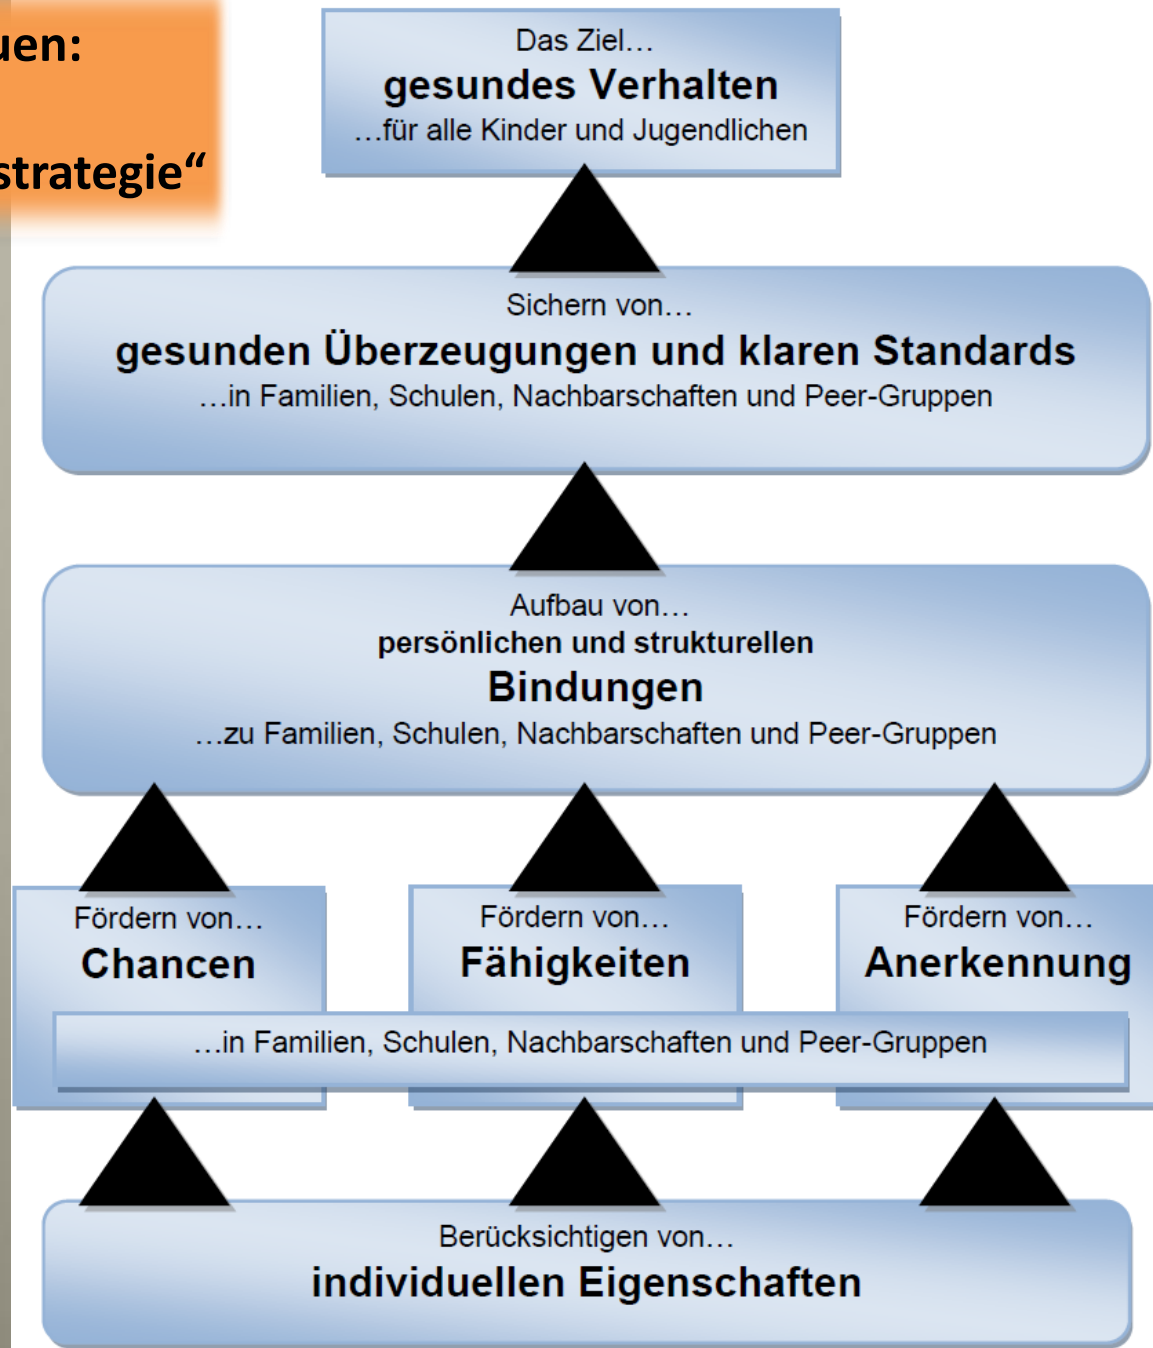 uen:
strategie“
Das Ziel…
gesundes Verhalten
…für alle Kinder und Jugendlichen
Sichern von…
gesunden Überzeugungen und klaren Standards
…in Familien, Schulen, Nachbarschaften und Peer-Gruppen
Aufbau von…
persönlichen und strukturellen
Bindungen
…zu Familien, Schulen, Nachbarschaften und Peer-Gruppen
Fördern von…
Chancen
Fördern von…
Fähigkeiten
Fördern von…
Anerkennung
…in Familien, Schulen, Nachbarschaften und Peer-Gruppen
Berücksichtigen von…
individuellen Eigenschaften